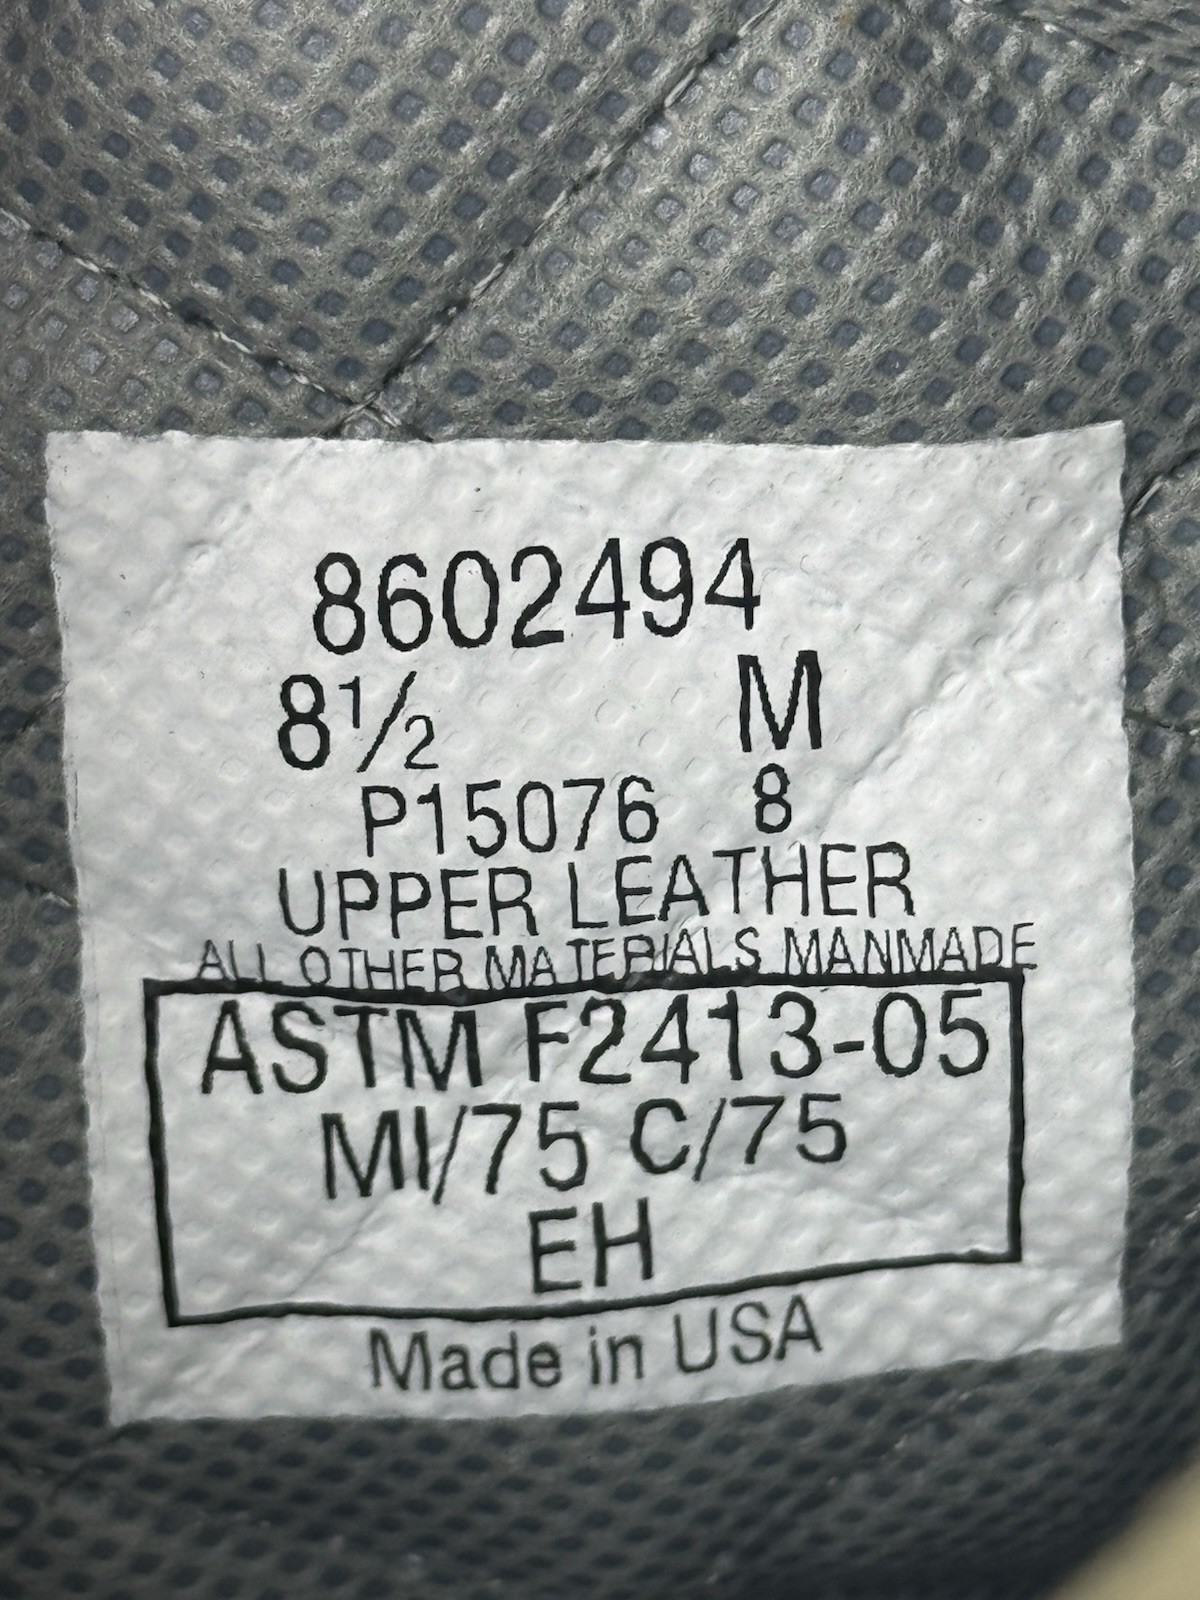 8602494
8½ M
P15076 8
UPPER LEATHER
ALL OTHER MATERIALS MANMADE
ASTM F2413-05
MI/75 C/75
EH
Made in USA